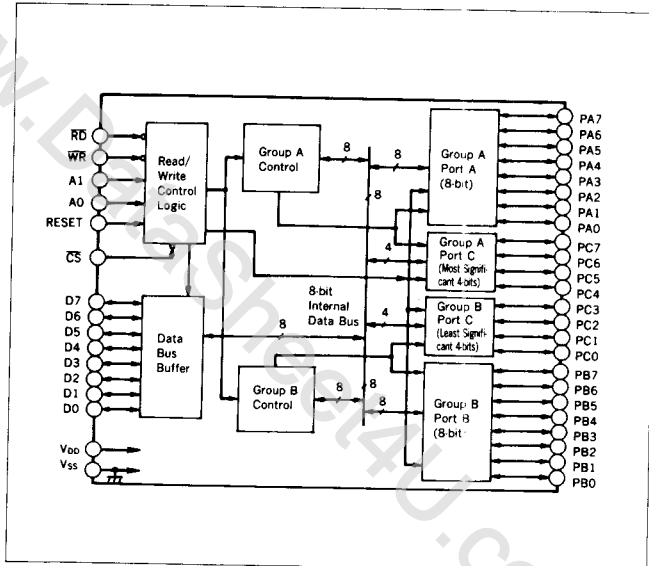 RD
WR
A1
A0
RESET
CS
D7
D6
D5
D4
D3
D2
D1
D0
VDD
VSS
Read/
Write
Control
Logic
Data
Bus
Buffer
Group A
Control
Group B
Control
8-bit
Internal
Data Bus
8
8
8
4
4
8
8
8
8
Group A
Port A
(8-bit)
Group A
Port C
(Most Signifi-
cant 4-bits)
Group B
Port C
(Least Signifi-
cant 4-bits)
Group B
Port B
(8-bit)
PA7
PA6
PA5
PA4
PA3
PA2
PA1
PA0
PC7
PC6
PC5
PC4
PC3
PC2
PC1
PC0
PB7
PB6
PB5
PB4
PB3
PB2
PB1
PB0
w.DataSheet4U.co